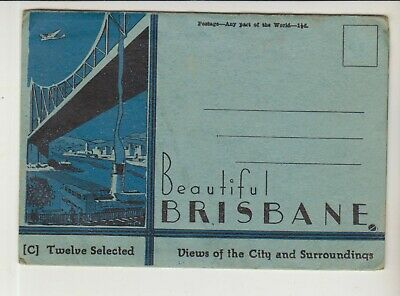 Postage—Any part of the World—1½d.
Beautiful
BRISBANE
[C] Twelve Selected Views of the City and Surroundings